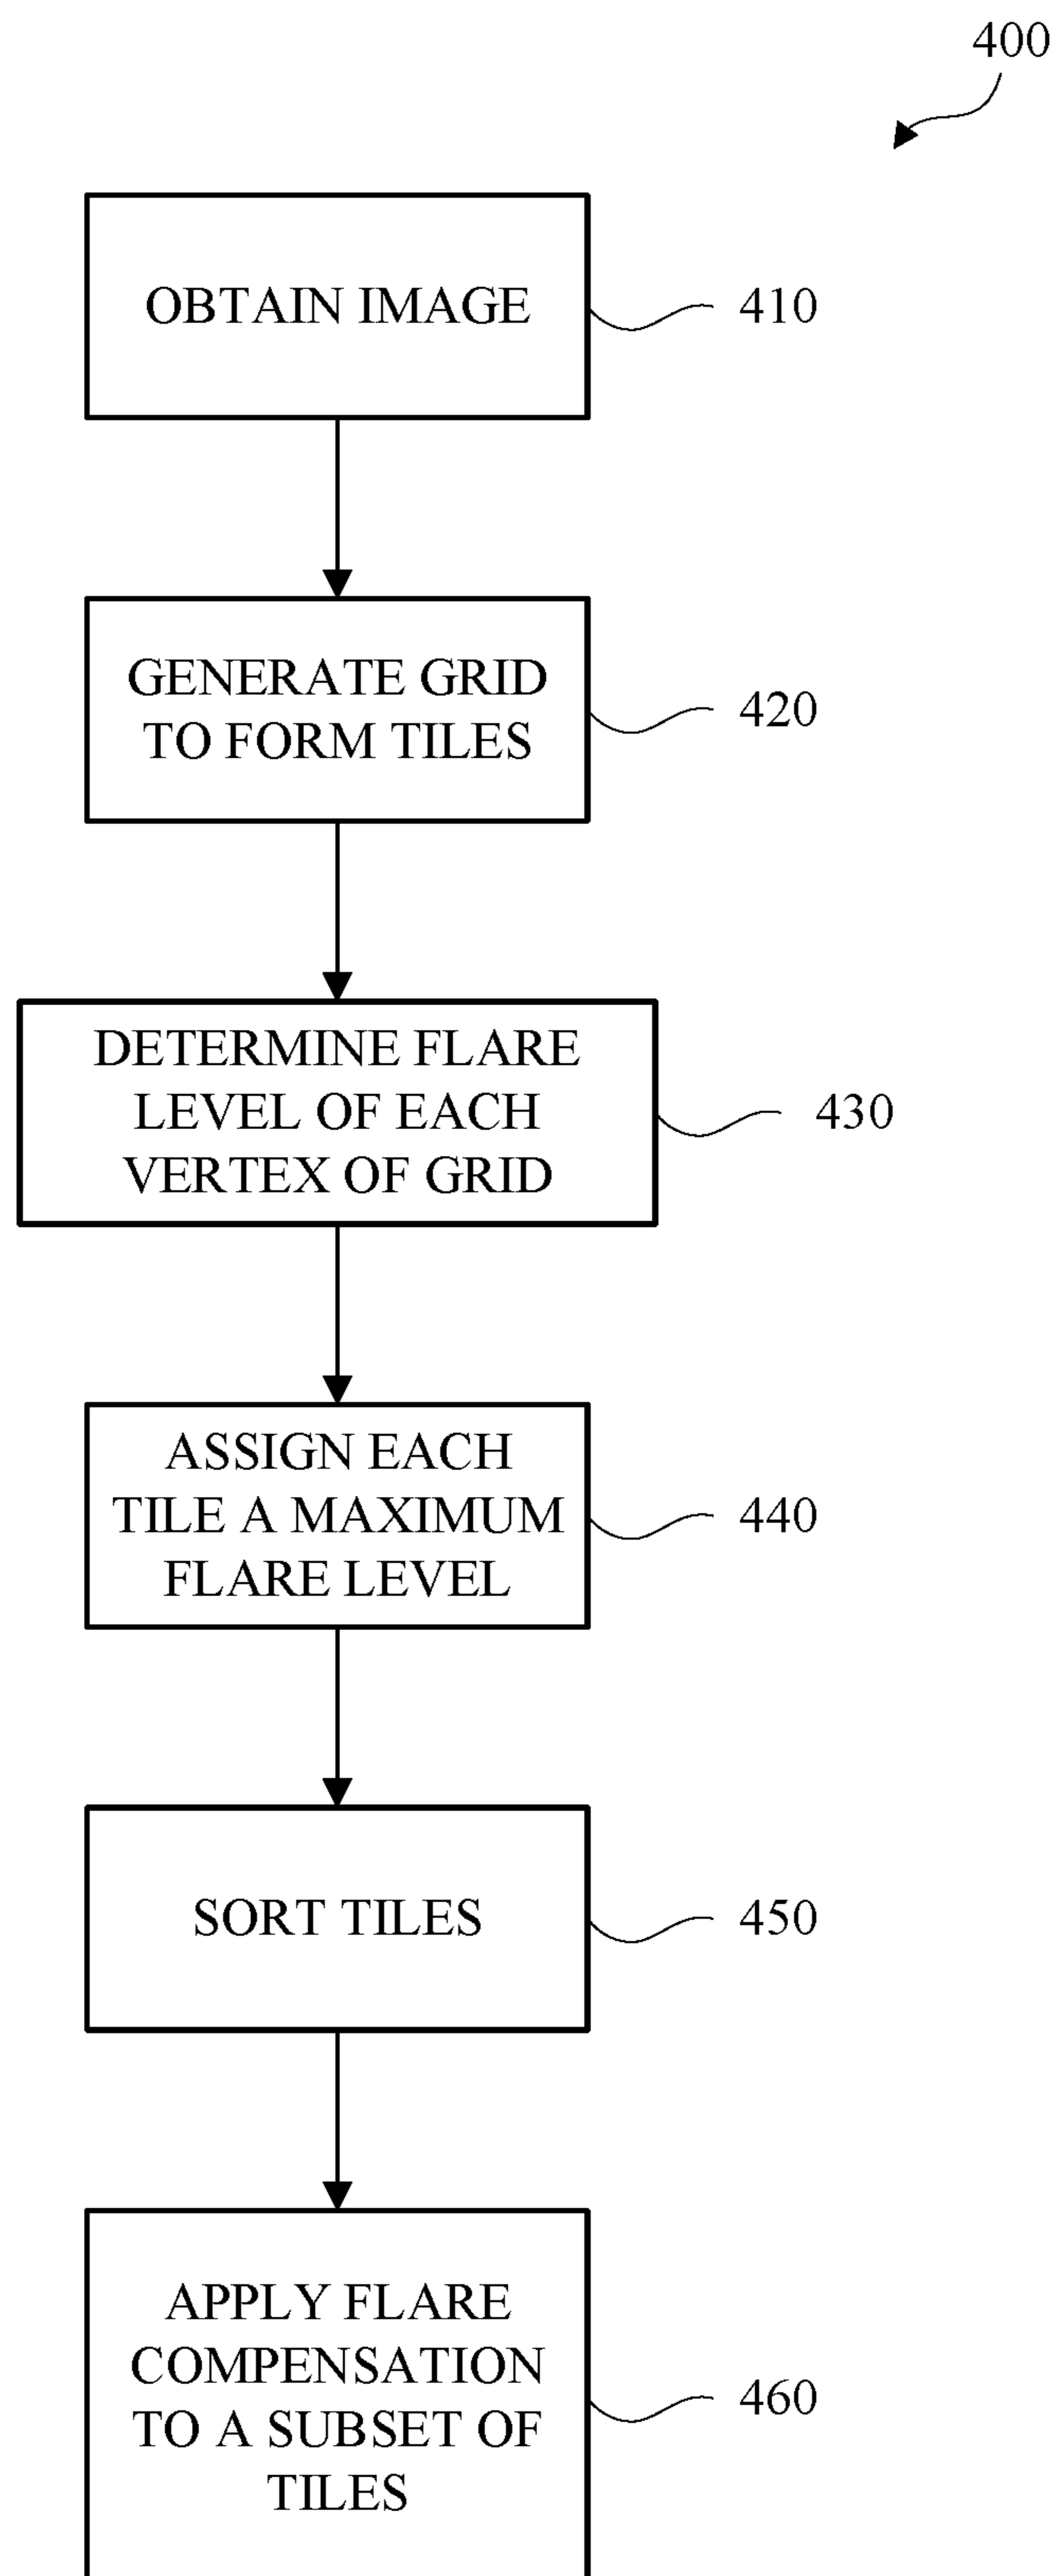 400
OBTAIN IMAGE
410
GENERATE GRID
TO FORM TILES
420
DETERMINE FLARE
LEVEL OF EACH
VERTEX OF GRID
430
ASSIGN EACH
TILE A MAXIMUM
FLARE LEVEL
440
SORT TILES
450
APPLY FLARE
COMPENSATION
TO A SUBSET OF
TILES
460